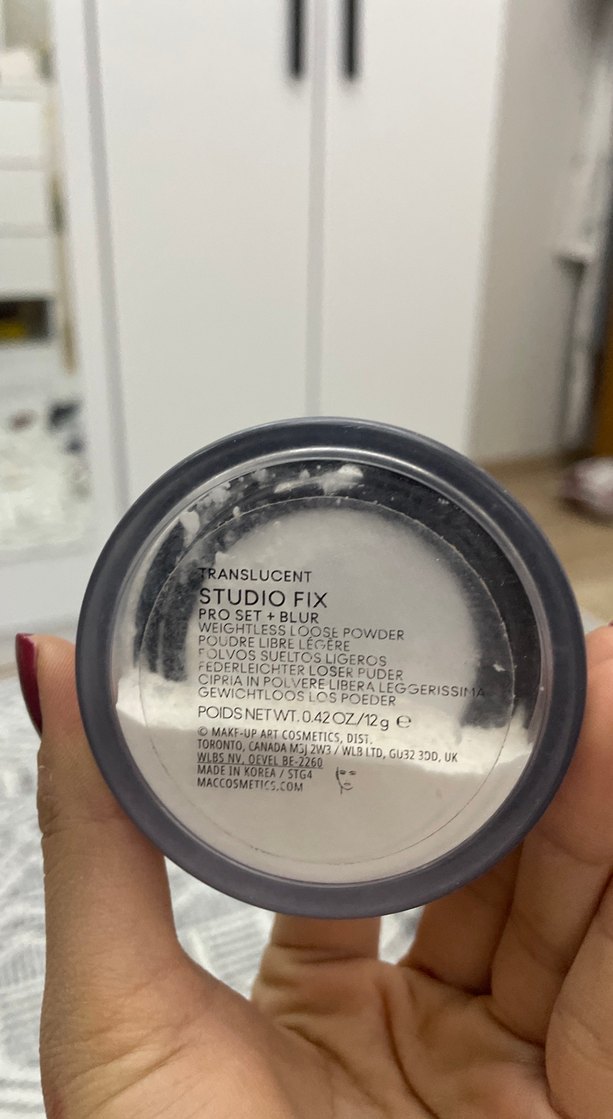 TRANSLUCENT
STUDIO FIX
PRO SET + BLUR
WEIGHTLESS LOOSE POWDER
POUDRE LIBRE LÉGÈRE
POLVOS SUELTOS LIGEROS
FEDERLEICHTER LOSER PUDER
CIPRIA IN POLVERE LIBERA LEGGERISSIMA
GEWICHTLOOS LOS POEDER
POIDS NET WT. 0.42 OZ/12 g ℮
© MAKE-UP ART COSMETICS, DIST.
TORONTO, CANADA M5J 2W3 / WLB LTD, GU32 3DD, UK
WLBS NV, OEVEL BE-2260
MADE IN KOREA / STG4
MACCOSMETICS.COM